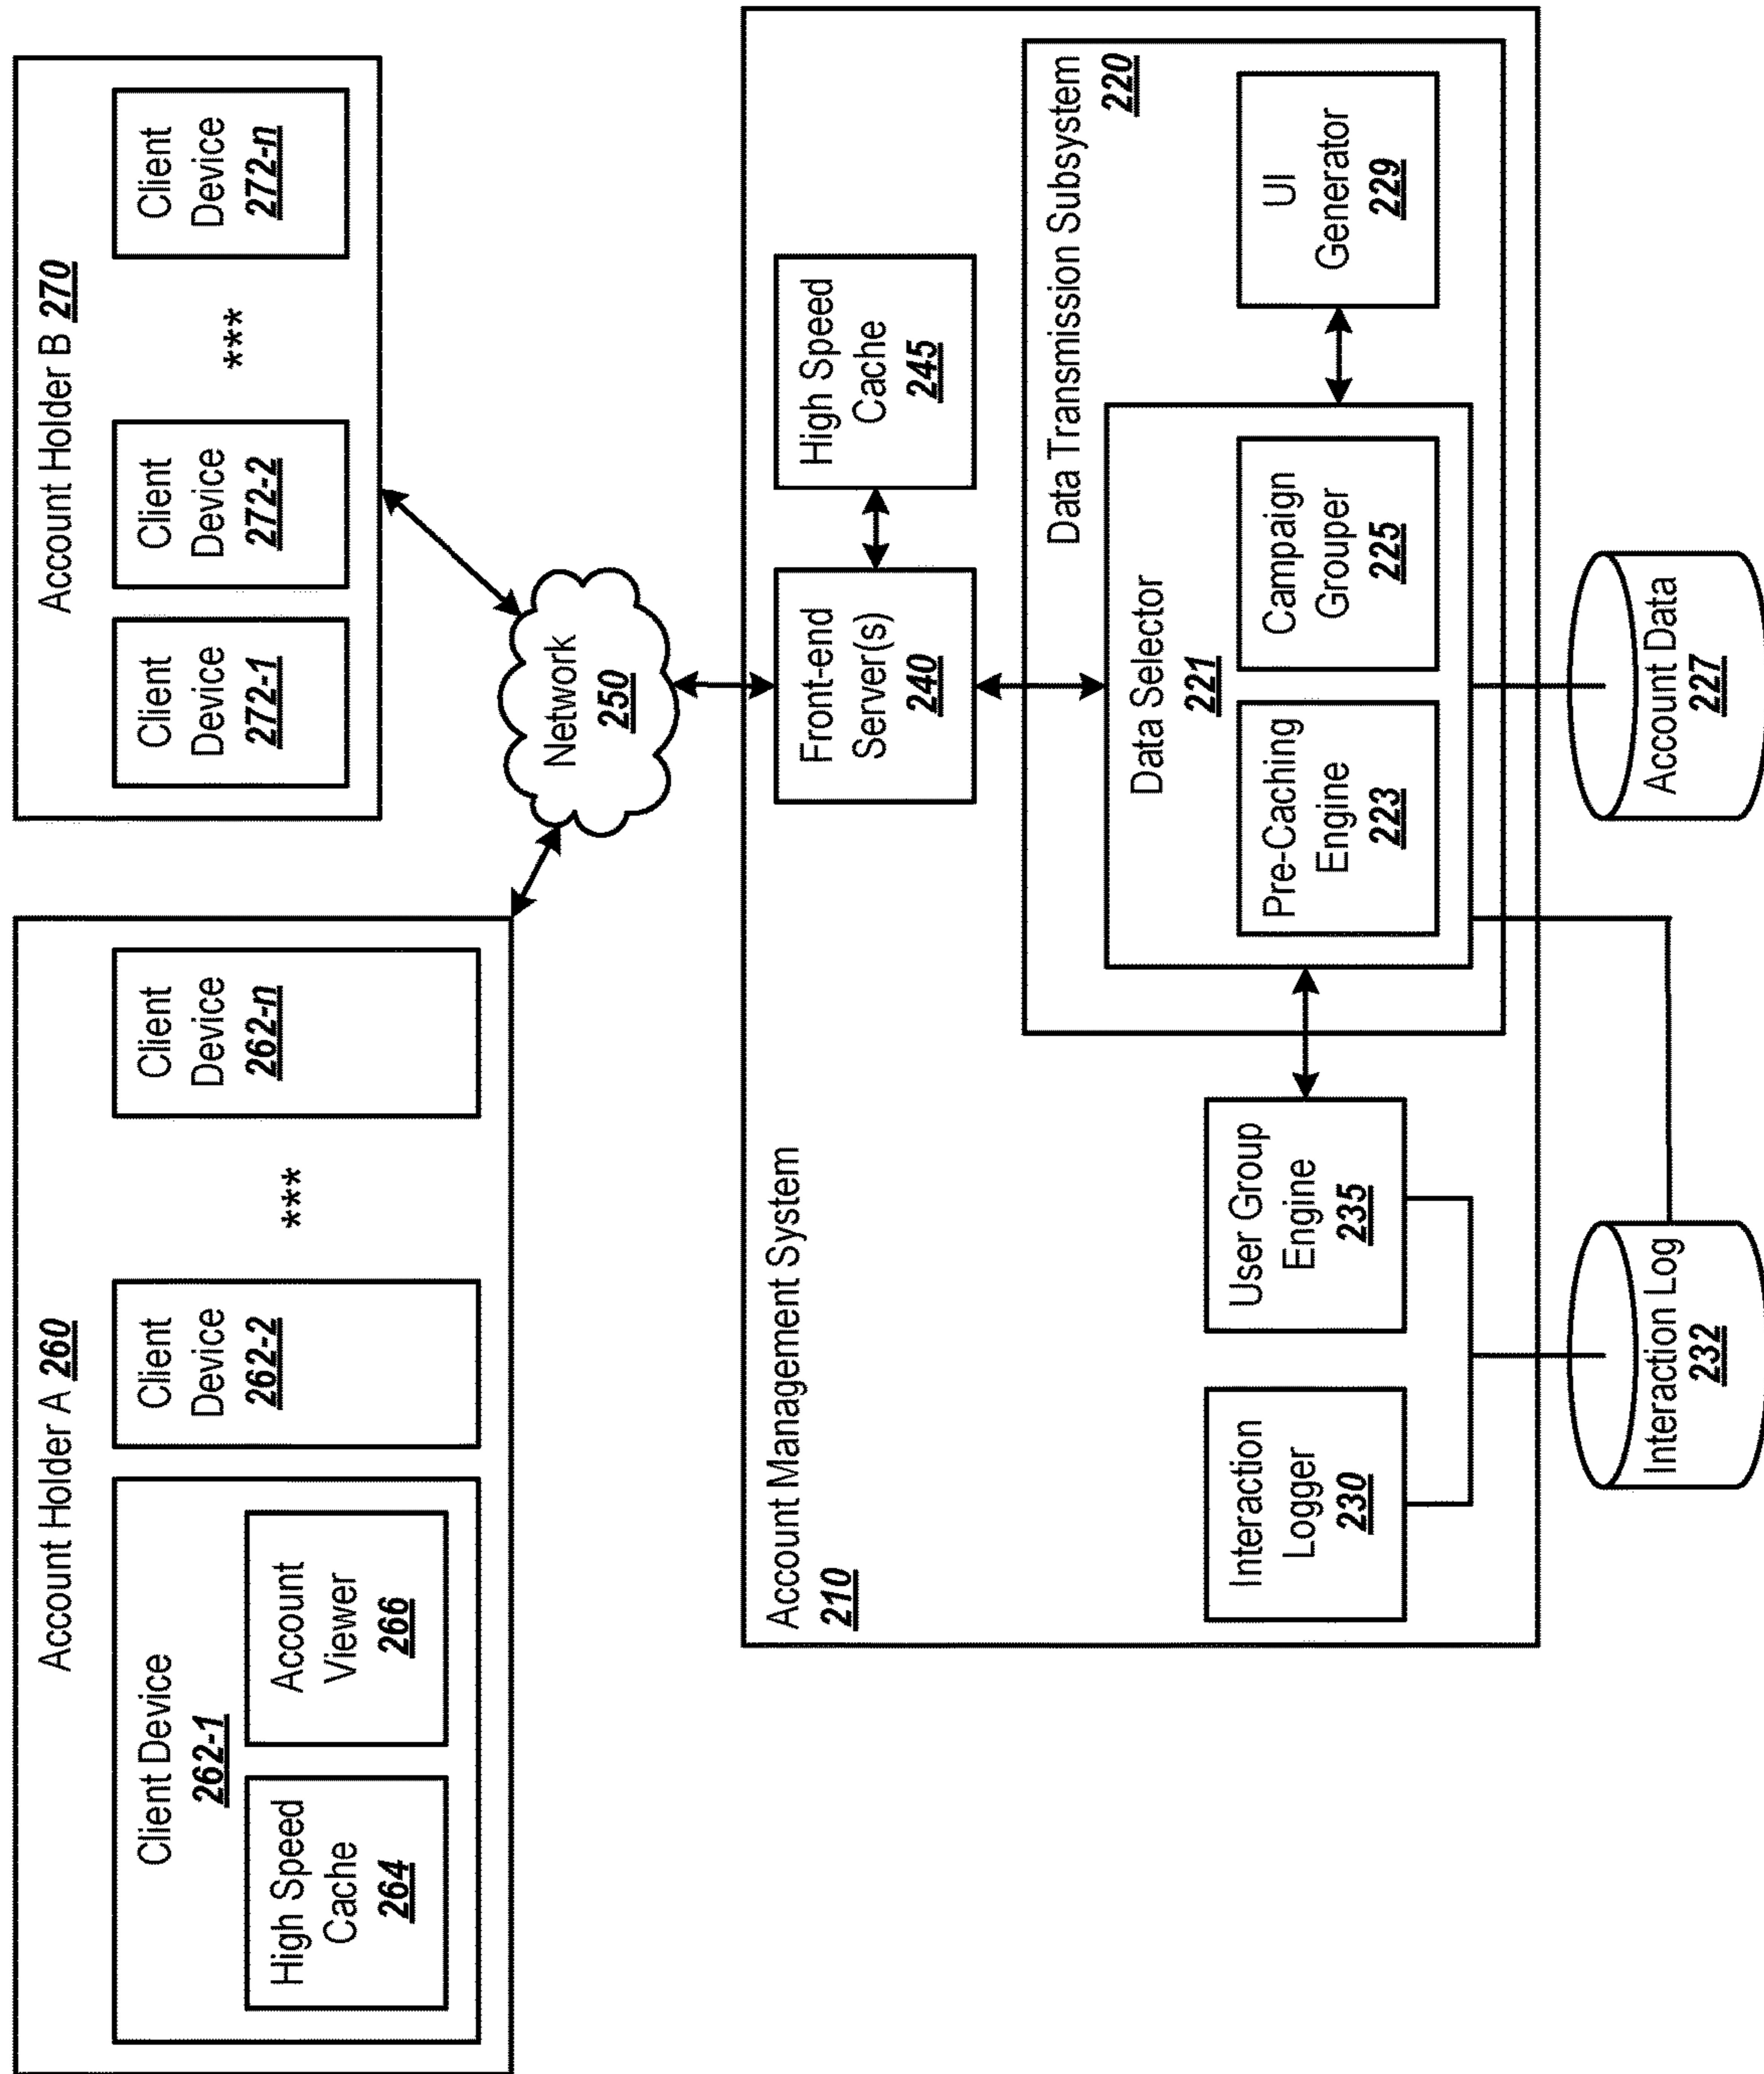 Account Holder A 260
Client Device
262-1
High Speed
Cache
264
Account
Viewer
266
Client
Device
262-2
***
Client
Device
262-n
Account Holder B 270
Client
Device
272-1
Client
Device
272-2
***
Client
Device
272-n
Network
250
Account Management System
210
Front-end
Server(s)
240
High Speed
Cache
245
Data Transmission Subsystem
220
Data Selector
221
Pre-Caching
Engine
223
Campaign
Grouper
225
UI
Generator
229
Interaction
Logger
230
User Group
Engine
235
Interaction Log
232
Account Data
227